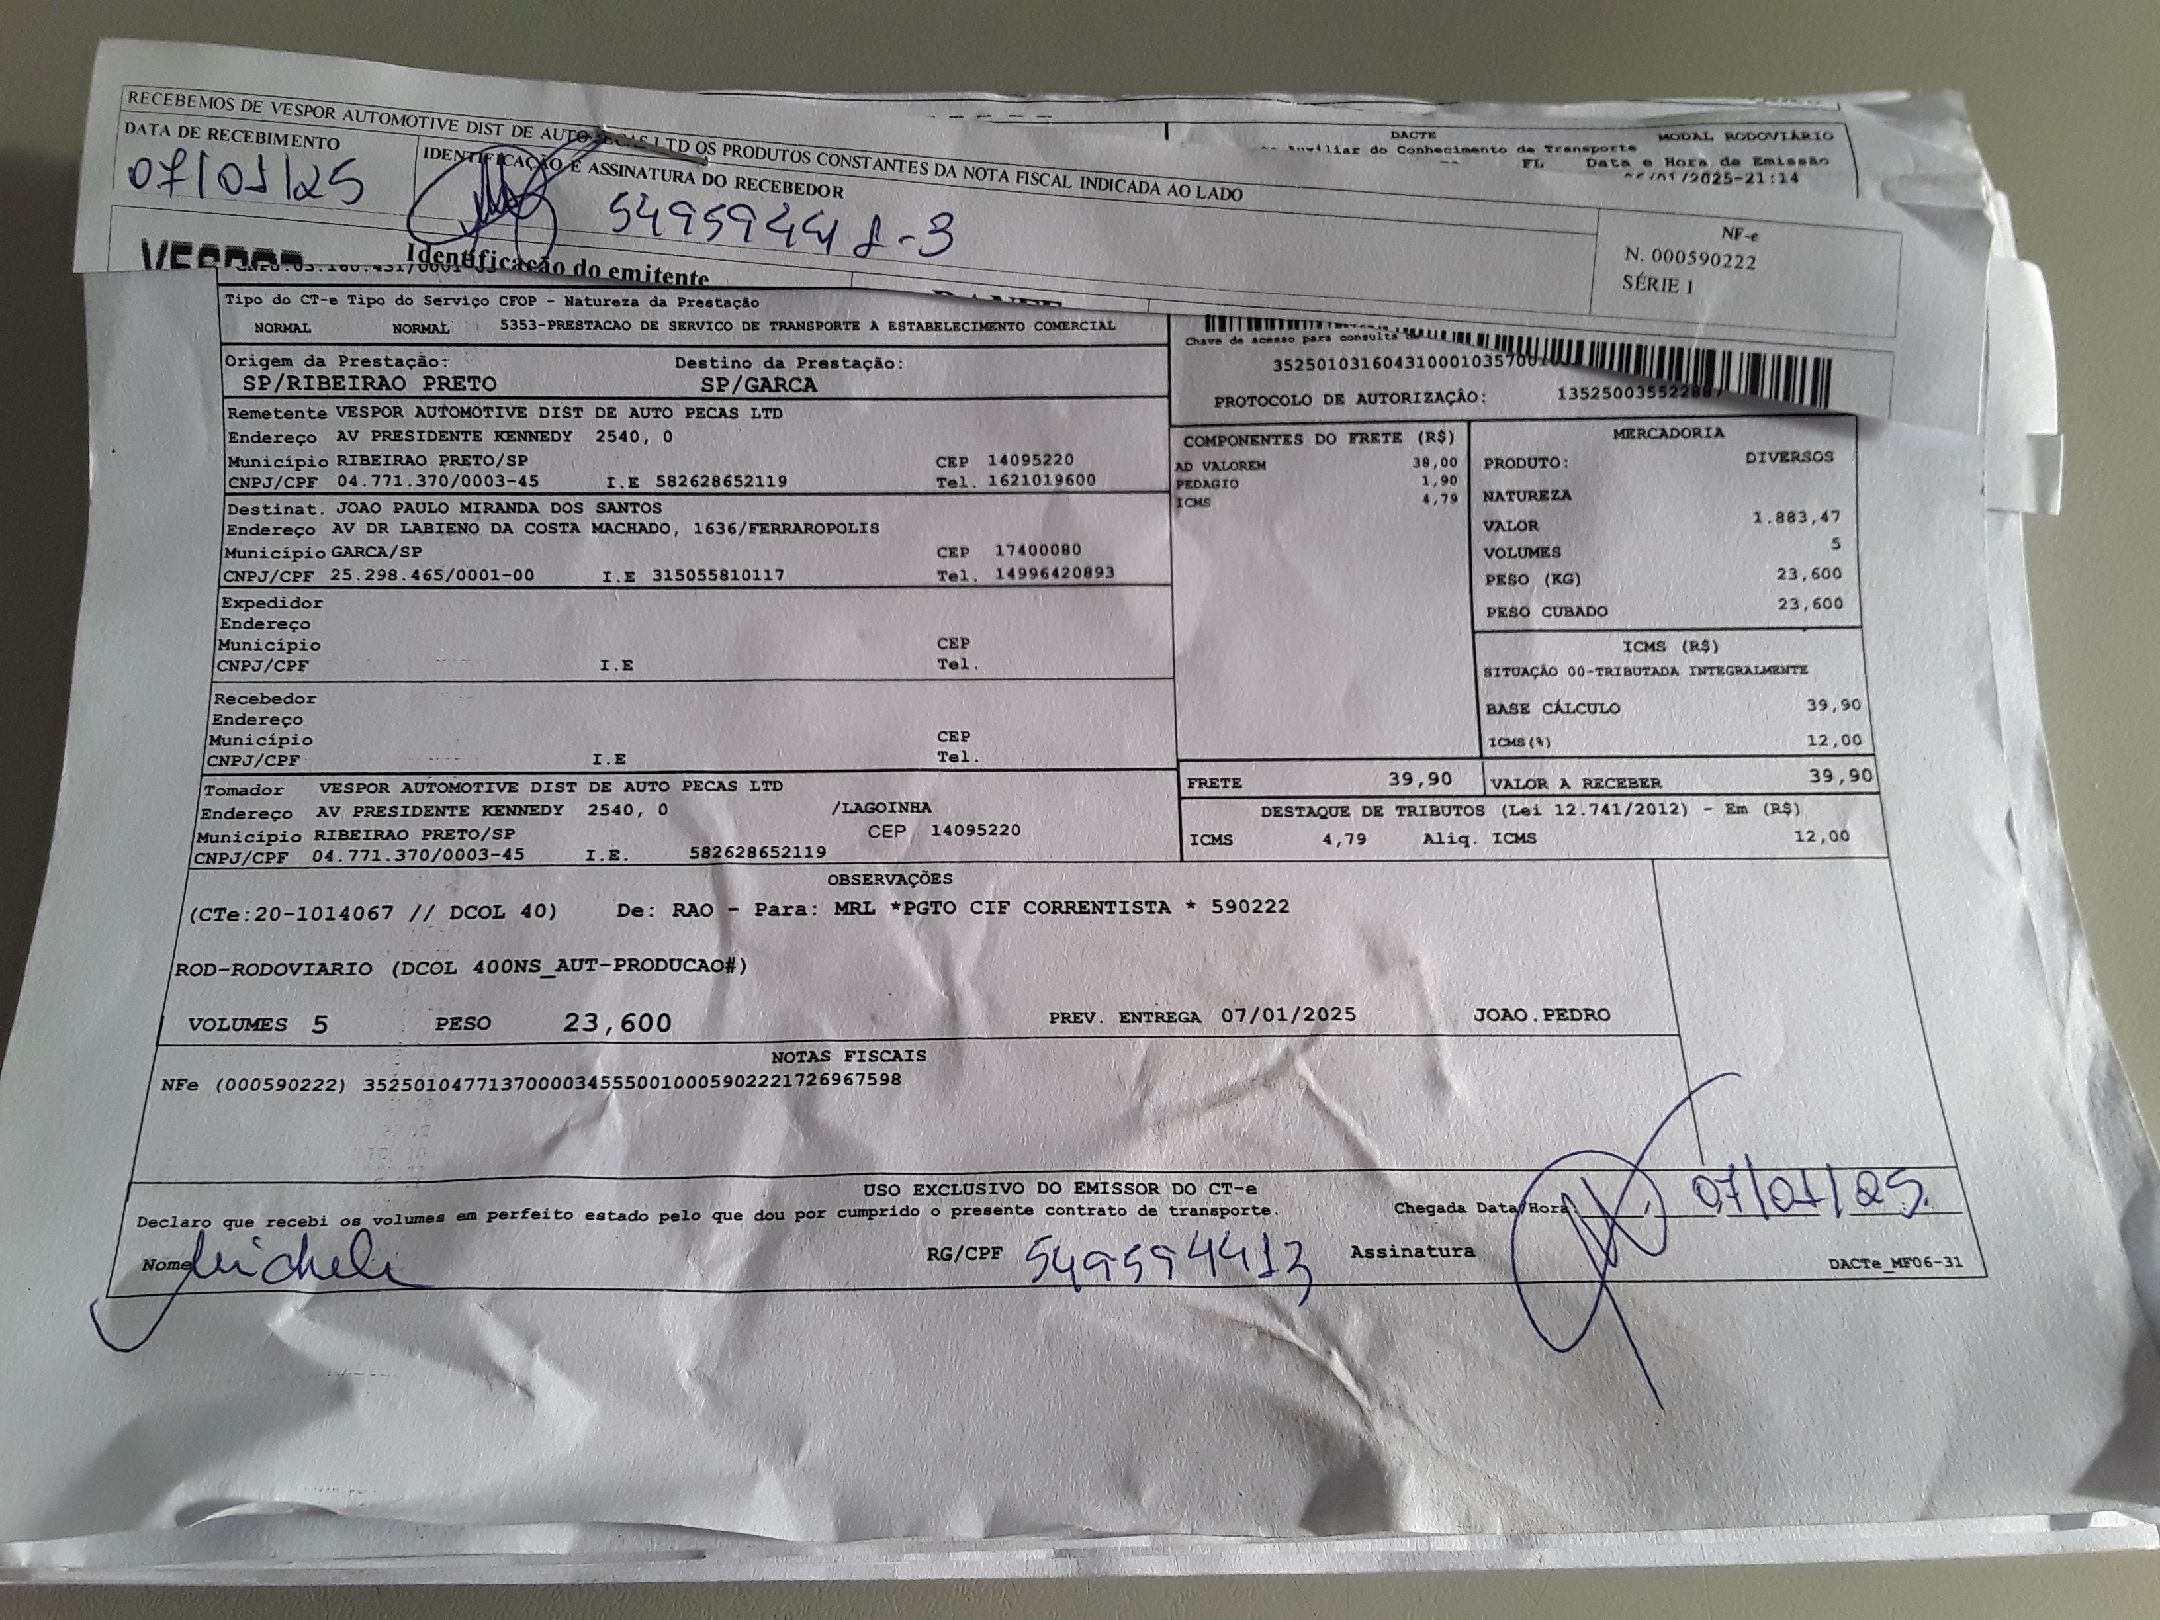 RECEBEMOS DE VESPOR AUTOMOTIVE DIST DE AUTO PECAS LTD OS PRODUTOS CONSTANTES DA NOTA FISCAL INDICADA AO LADO
DATA DE RECEBIMENTO
IDENTIFICAÇÃO E ASSINATURA DO RECEBEDOR
07/01/25
54959441-3
NF-e
N. 000590222
SÉRIE 1
Identificação do emitente
DACTE
MODAL RODOVIÁRIO
Auxiliar do Conhecimento de Transporte
FL Data e Hora de Emissão
/01/2025-21:14
Tipo do CT-e Tipo do Serviço CFOP - Natureza da Prestação
NORMAL NORMAL 5353-PRESTACAO DE SERVICO DE TRANSPORTE A ESTABELECIMENTO COMERCIAL
Chave de acesso para consulta
Origem da Prestação: Destino da Prestação:
SP/RIBEIRAO PRETO SP/GARCA
PROTOCOLO DE AUTORIZAÇÃO:
Remetente VESPOR AUTOMOTIVE DIST DE AUTO PECAS LTD
Endereço AV PRESIDENTE KENNEDY 2540, 0
Município RIBEIRAO PRETO/SP CEP 14095220
CNPJ/CPF 04.771.370/0003-45 I.E 582628652119 Tel. 1621019600
Destinat. JOAO PAULO MIRANDA DOS SANTOS
Endereço AV DR LABIENO DA COSTA MACHADO, 1636/FERRAROPOLIS
Município GARCA/SP CEP 17400080
CNPJ/CPF 25.298.465/0001-00 I.E 315055810117 Tel. 14996420893
Expedidor
Endereço
Município CEP
CNPJ/CPF I.E Tel.
Recebedor
Endereço
Município CEP
CNPJ/CPF I.E Tel.
Tomador VESPOR AUTOMOTIVE DIST DE AUTO PECAS LTD
Endereço AV PRESIDENTE KENNEDY 2540, 0 /LAGOINHA
Município RIBEIRAO PRETO/SP CEP 14095220
CNPJ/CPF 04.771.370/0003-45 I.E. 582628652119
COMPONENTES DO FRETE (R$)
AD VALOREM 38,00
PEDAGIO 1,90
ICMS 4,79
MERCADORIA
PRODUTO: DIVERSOS
NATUREZA
VALOR 1.883,47
VOLUMES 5
PESO (KG) 23,600
PESO CUBADO 23,600
ICMS (R$)
SITUAÇÃO 00-TRIBUTADA INTEGRALMENTE
BASE CÁLCULO 39,90
ICMS(%) 12,00
FRETE 39,90 VALOR A RECEBER 39,90
DESTAQUE DE TRIBUTOS (Lei 12.741/2012) - Em (R$)
ICMS 4,79 Aliq. ICMS 12,00
OBSERVAÇÕES
(CTe:20-1014067 // DCOL 40) De: RAO - Para: MRL *PGTO CIF CORRENTISTA * 590222
ROD-RODOVIARIO (DCOL 400NS_AUT-PRODUCAO#)
VOLUMES 5 PESO 23,600 PREV. ENTREGA 07/01/2025 JOAO.PEDRO
NOTAS FISCAIS
NFe (000590222) 35250104771370000345550010005902221726967598
USO EXCLUSIVO DO EMISSOR DO CT-e
Declaro que recebi os volumes em perfeito estado pelo que dou por cumprido o presente contrato de transporte. Chegada Data/Hora: 07/01/25.
Nome Michele RG/CPF 549594413 Assinatura
DACTe_MF06-31